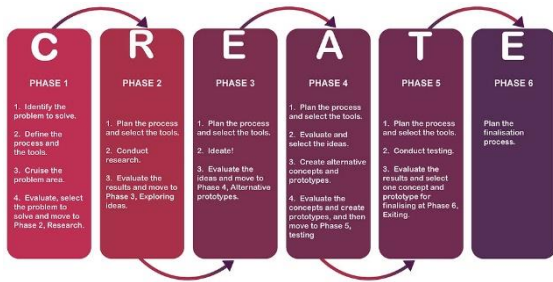 C
PHASE 1
1. Identify the
problem to solve.
2. Define the
process and
the tools.
3. Cruise the
problem area.
4. Evaluate, select
the problem to
solve and move to
Phase 2, Research.
R
PHASE 2
1. Plan the process
and select the tools.
2. Conduct
research.
3. Evaluate the
results and move to
Phase 3, Exploring
ideas.
E
PHASE 3
1. Plan the process
and select the tools.
2. Ideate!
3. Evaluate the
ideas and move to
Phase 4, Alternative
prototypes.
A
PHASE 4
1. Plan the process
and select the tools.
2. Evaluate and
select the ideas.
3. Create alternative
concepts and
prototypes.
4. Evaluate the
concepts and create
prototypes, and then
move to Phase 5,
testing
T
PHASE 5
1. Plan the process
and select the tools.
2. Conduct testing.
3. Evaluate the
results and select
one concept and
prototype for
finalising at Phase 6,
Exiting.
E
PHASE 6
Plan the
finalisation
process.